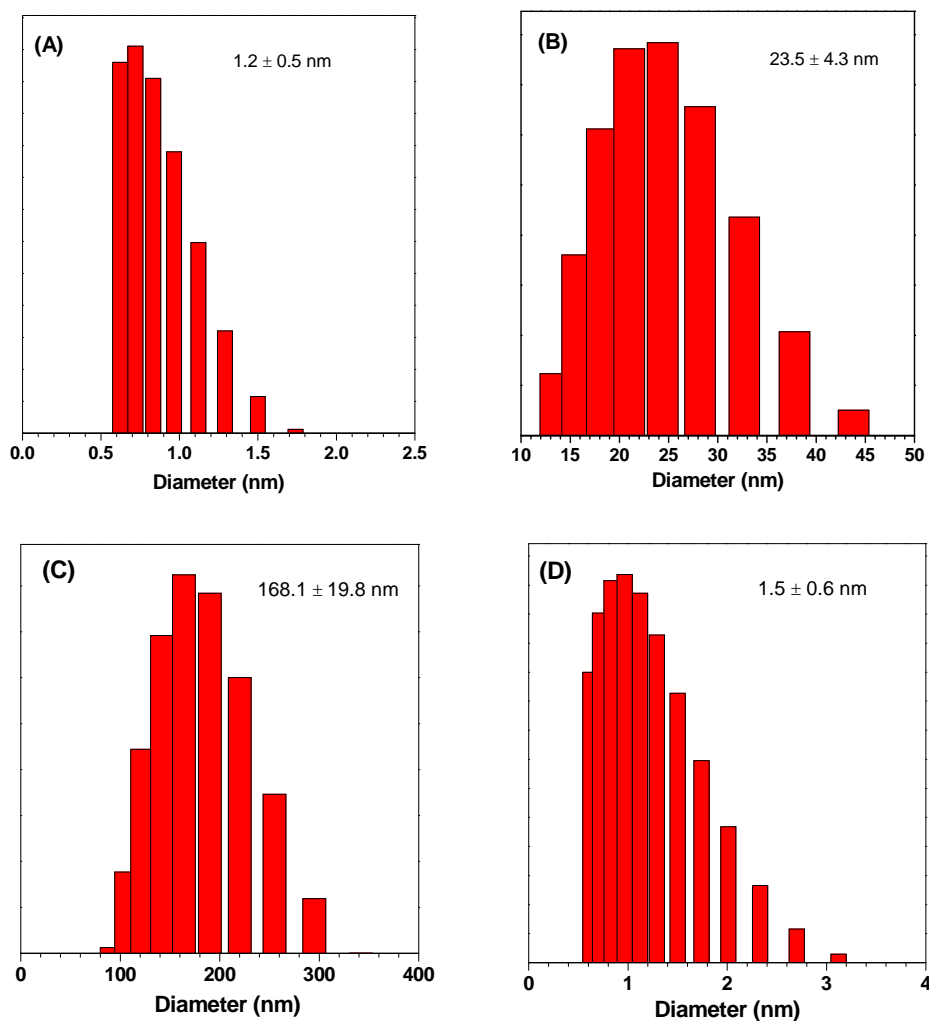 (A)
1.2 ± 0.5 nm
0.0 0.5 1.0 1.5 2.0 2.5
Diameter (nm)
(B)
23.5 ± 4.3 nm
10 15 20 25 30 35 40 45 50
Diameter (nm)
(C)
168.1 ± 19.8 nm
0 100 200 300 400
Diameter (nm)
(D)
1.5 ± 0.6 nm
0 1 2 3 4
Diameter (nm)